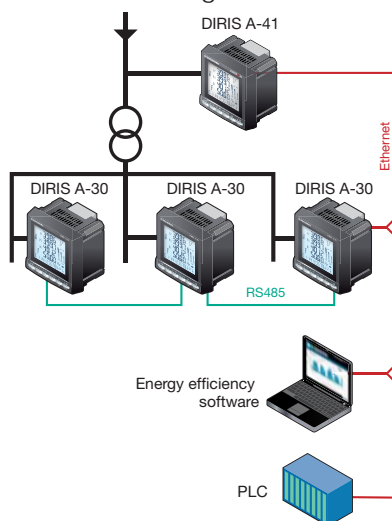 DIRIS A-41
Ethernet
DIRIS A-30
DIRIS A-30
DIRIS A-30
RS485
Energy efficiency
software
PLC